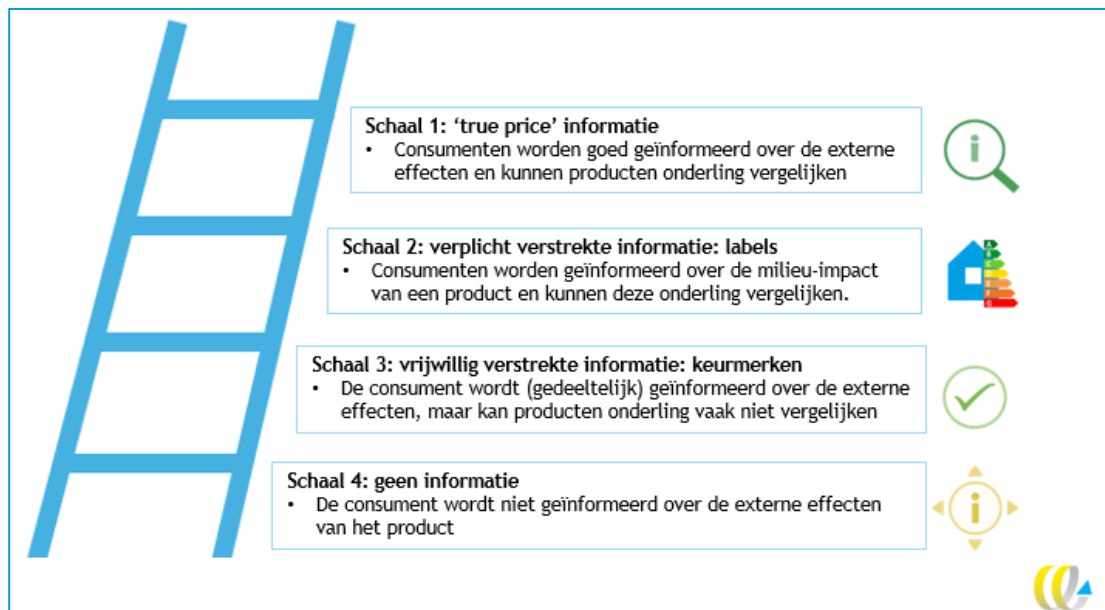 Schaal 1: ‘true price’ informatie
• Consumenten worden goed geïnformeerd over de externe
effecten en kunnen producten onderling vergelijken
Schaal 2: verplicht verstrekte informatie: labels
• Consumenten worden geïnformeerd over de milieu-impact
van een product en kunnen deze onderling vergelijken.
A
B
C
D
E
F
G
Schaal 3: vrijwillig verstrekte informatie: keurmerken
• De consument wordt (gedeeltelijk) geïnformeerd over de externe
effecten, maar kan producten onderling vaak niet vergelijken
Schaal 4: geen informatie
• De consument wordt niet geïnformeerd over de externe effecten
van het product